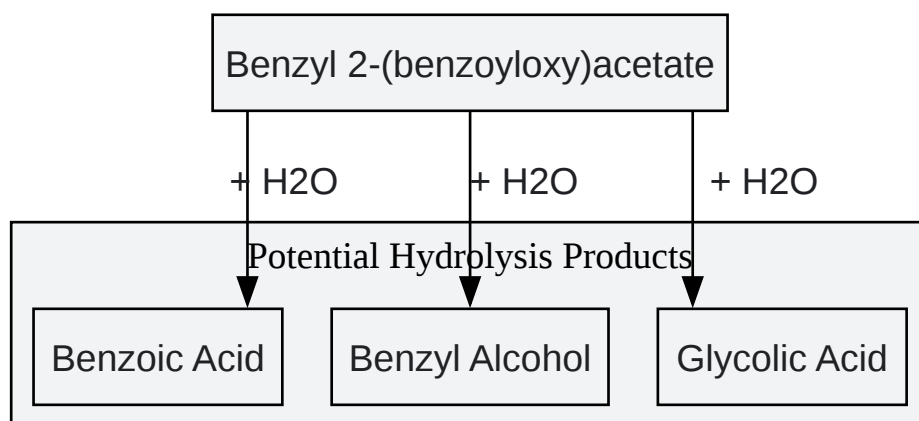 Benzyl 2-(benzoyloxy)acetate
+ H2O + H2O + H2O
Potential Hydrolysis Products
Benzoic Acid Benzyl Alcohol Glycolic Acid